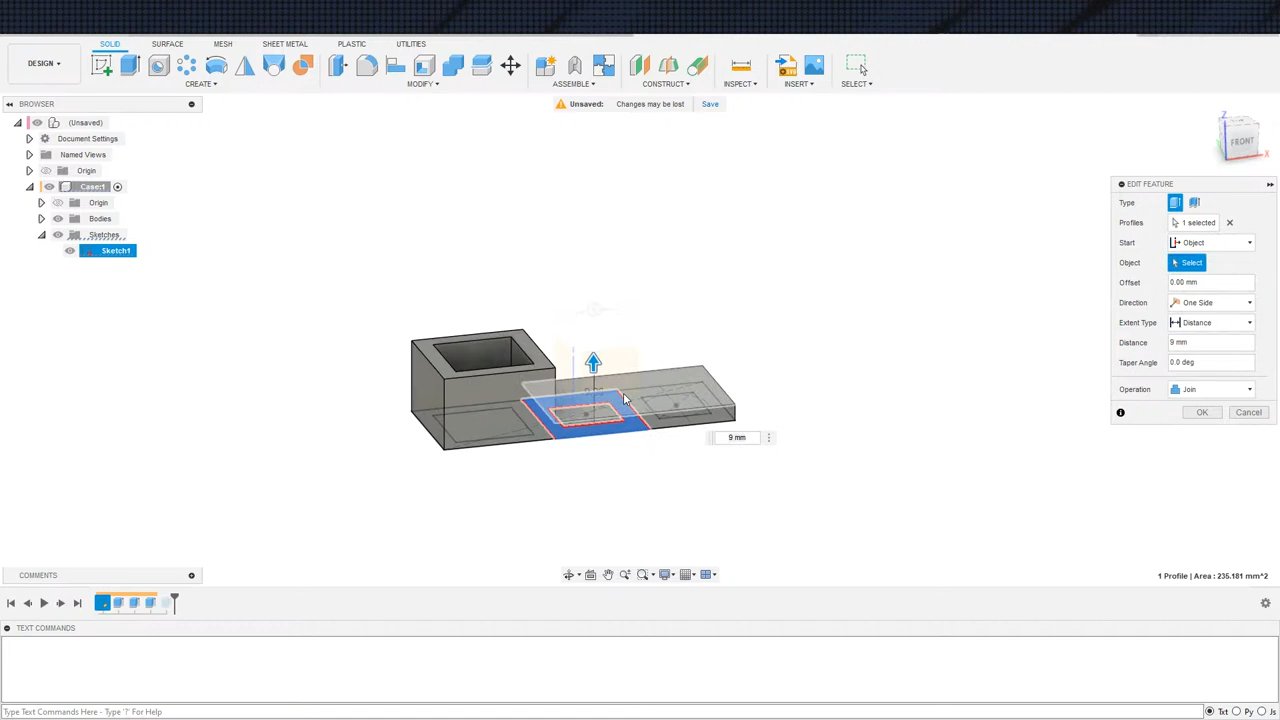 SOLID SURFACE MESH SHEET METAL PLASTIC UTILITIES
DESIGN
CREATE MODIFY ASSEMBLE CONSTRUCT INSPECT INSERT SELECT
BROWSER
Unsaved: Changes may be lost Save
(Unsaved)
Document Settings
Named Views
Origin
Case:1
Origin
Bodies
Sketches
Sketch1
Z
FRONT
X
EDIT FEATURE
Type
Profiles 1 selected
Start Object
Object Select
Offset 0.00 mm
Direction One Side
Extent Type Distance
Distance 9 mm
Taper Angle 0.0 deg
Operation Join
OK Cancel
9 mm
COMMENTS
1 Profile | Area : 235.181 mm^2
TEXT COMMANDS
Type Text Commands Here - Type '?' For Help
Txt Py Js